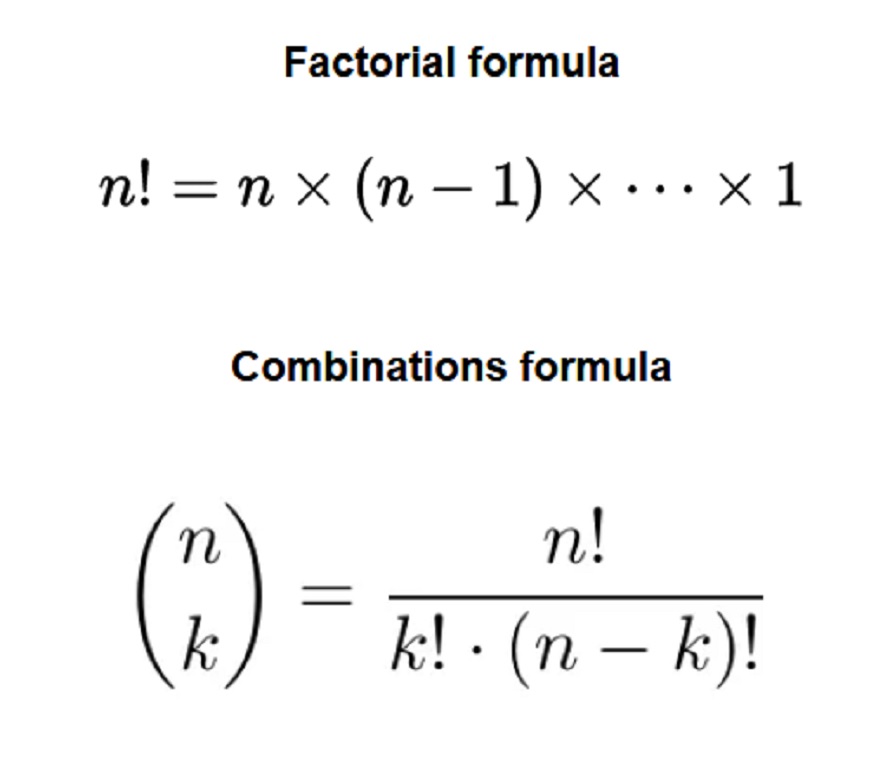 Factorial formula
n! = n × (n − 1) × ··· × 1
Combinations formula
(n k) = n! / k! · (n − k)!